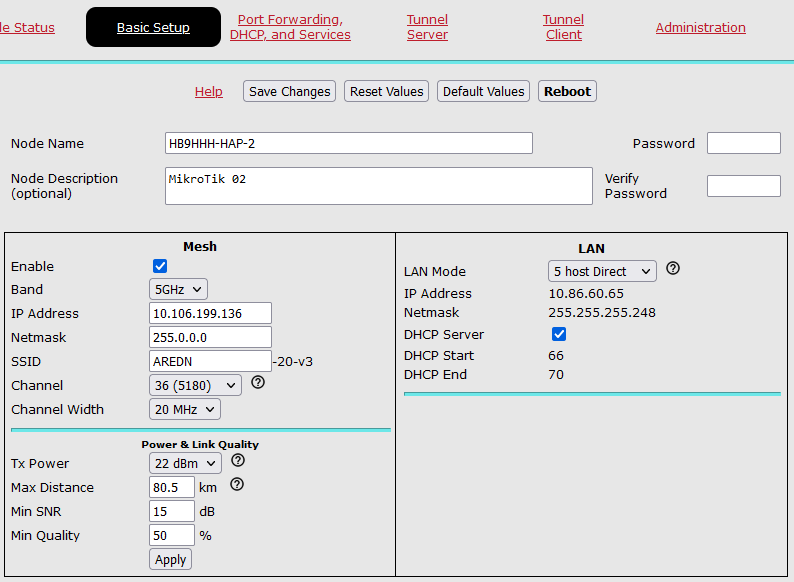 le Status
Basic Setup
Port Forwarding,
DHCP, and Services
Tunnel
Server
Tunnel
Client
Administration
Help
Save Changes
Reset Values
Default Values
Reboot
Node Name
HB9HHH-HAP-2
Password
Node Description
(optional)
MikroTik 02
Verify
Password
Mesh
Enable
Band
5GHz
IP Address
10.106.199.136
Netmask
255.0.0.0
SSID
AREDN
-20-v3
Channel
36 (5180)
?
Channel Width
20 MHz
Power & Link Quality
Tx Power
22 dBm
?
Max Distance
80.5 km
?
Min SNR
15 dB
Min Quality
50 %
Apply
LAN
LAN Mode
5 host Direct
?
IP Address
10.86.60.65
Netmask
255.255.255.248
DHCP Server
DHCP Start
66
DHCP End
70